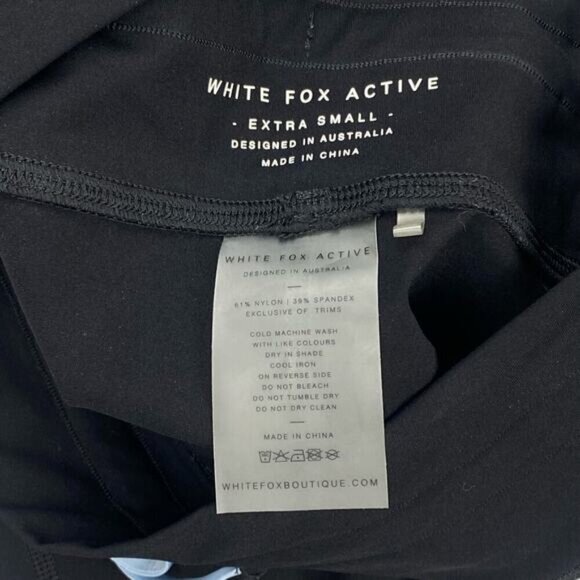 WHITE FOX ACTIVE
- EXTRA SMALL -
DESIGNED IN AUSTRALIA
MADE IN CHINA
WHITE FOX ACTIVE
DESIGNED IN AUSTRALIA
61% NYLON | 39% SPANDEX
EXCLUSIVE OF TRIMS
COLD MACHINE WASH
WITH LIKE COLOURS
DRY IN SHADE
COOL IRON
ON REVERSE SIDE
DO NOT BLEACH
DO NOT TUMBLE DRY
DO NOT DRY CLEAN
MADE IN CHINA
WHITEFOXBOUTIQUE.COM